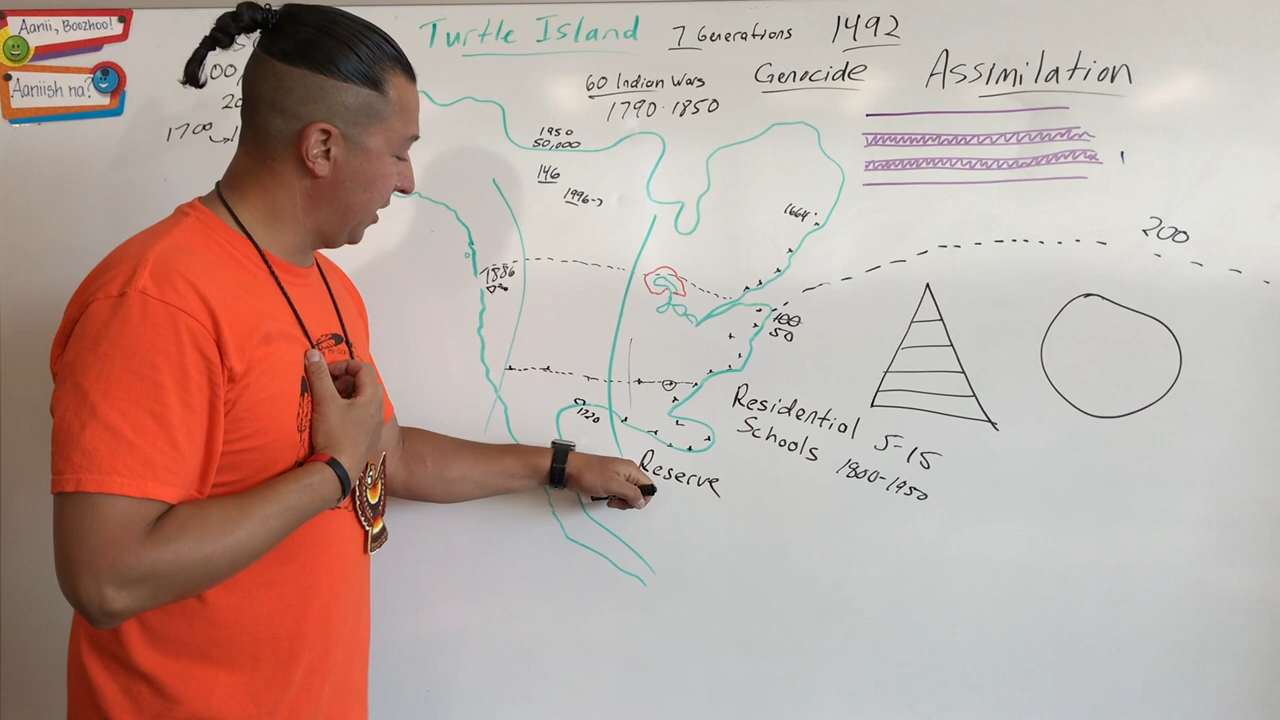 Aanii, Boozhoo!
Aaniish na?
1700
Turtle Island
7 Generations
1492
60 Indian Wars
1790-1850
Genocide
Assimilation
1950
50,000
146
1996→
1664
200
1886
100
50
1720
Residential
Schools
5-15
1800-1950
Reserve